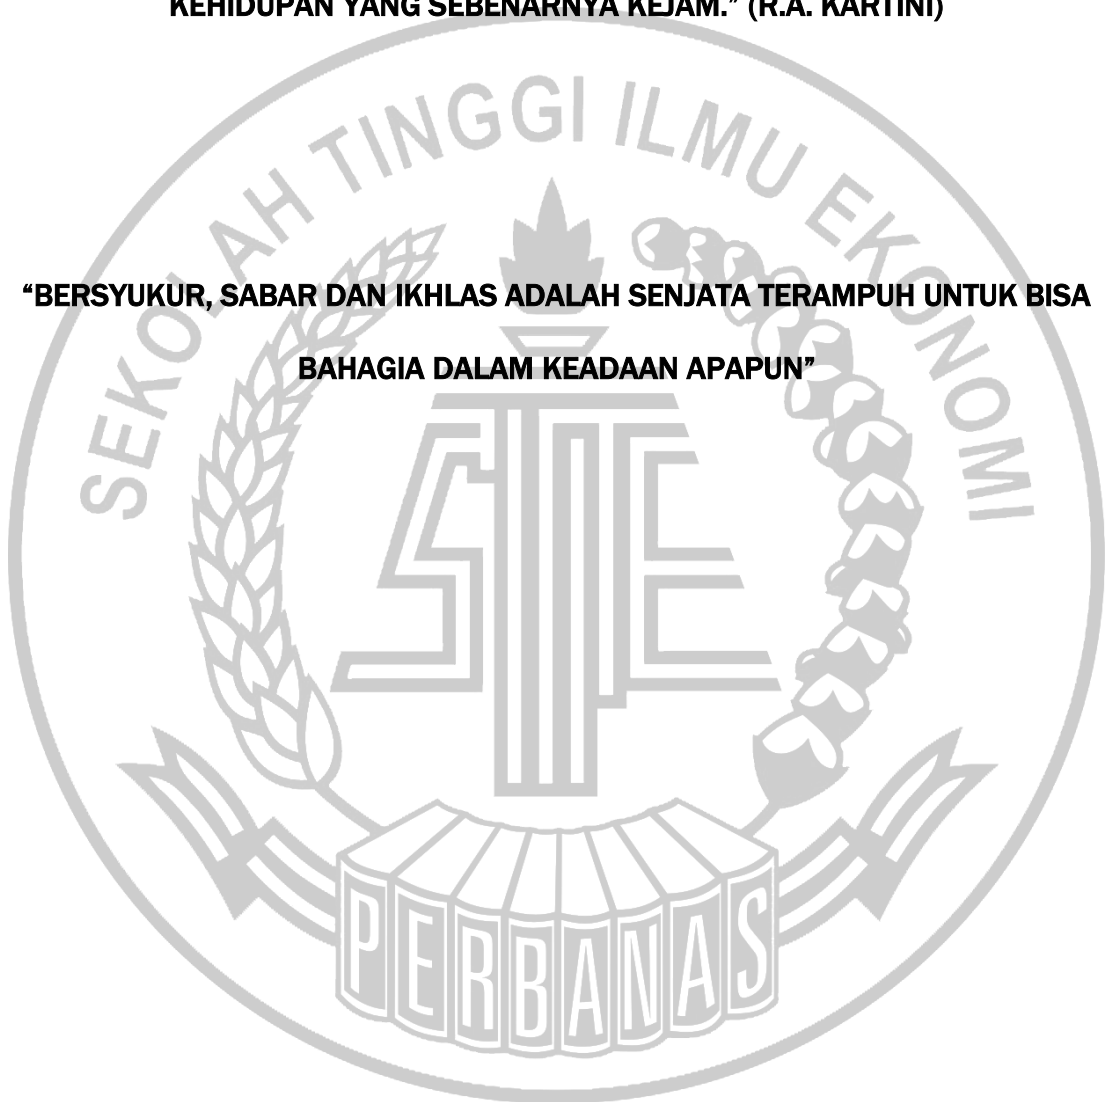 KEHIDUPAN YANG SEBENARNYA KEJAM.” (R.A. KARTINI)
SEKOLAH TINGGI ILMU EKONOMI
“BERSYUKUR, SABAR DAN IKHLAS ADALAH SENJATA TERAMPUH UNTUK BISA
BAHAGIA DALAM KEADAAN APAPUN”
STIE
PERBANAS